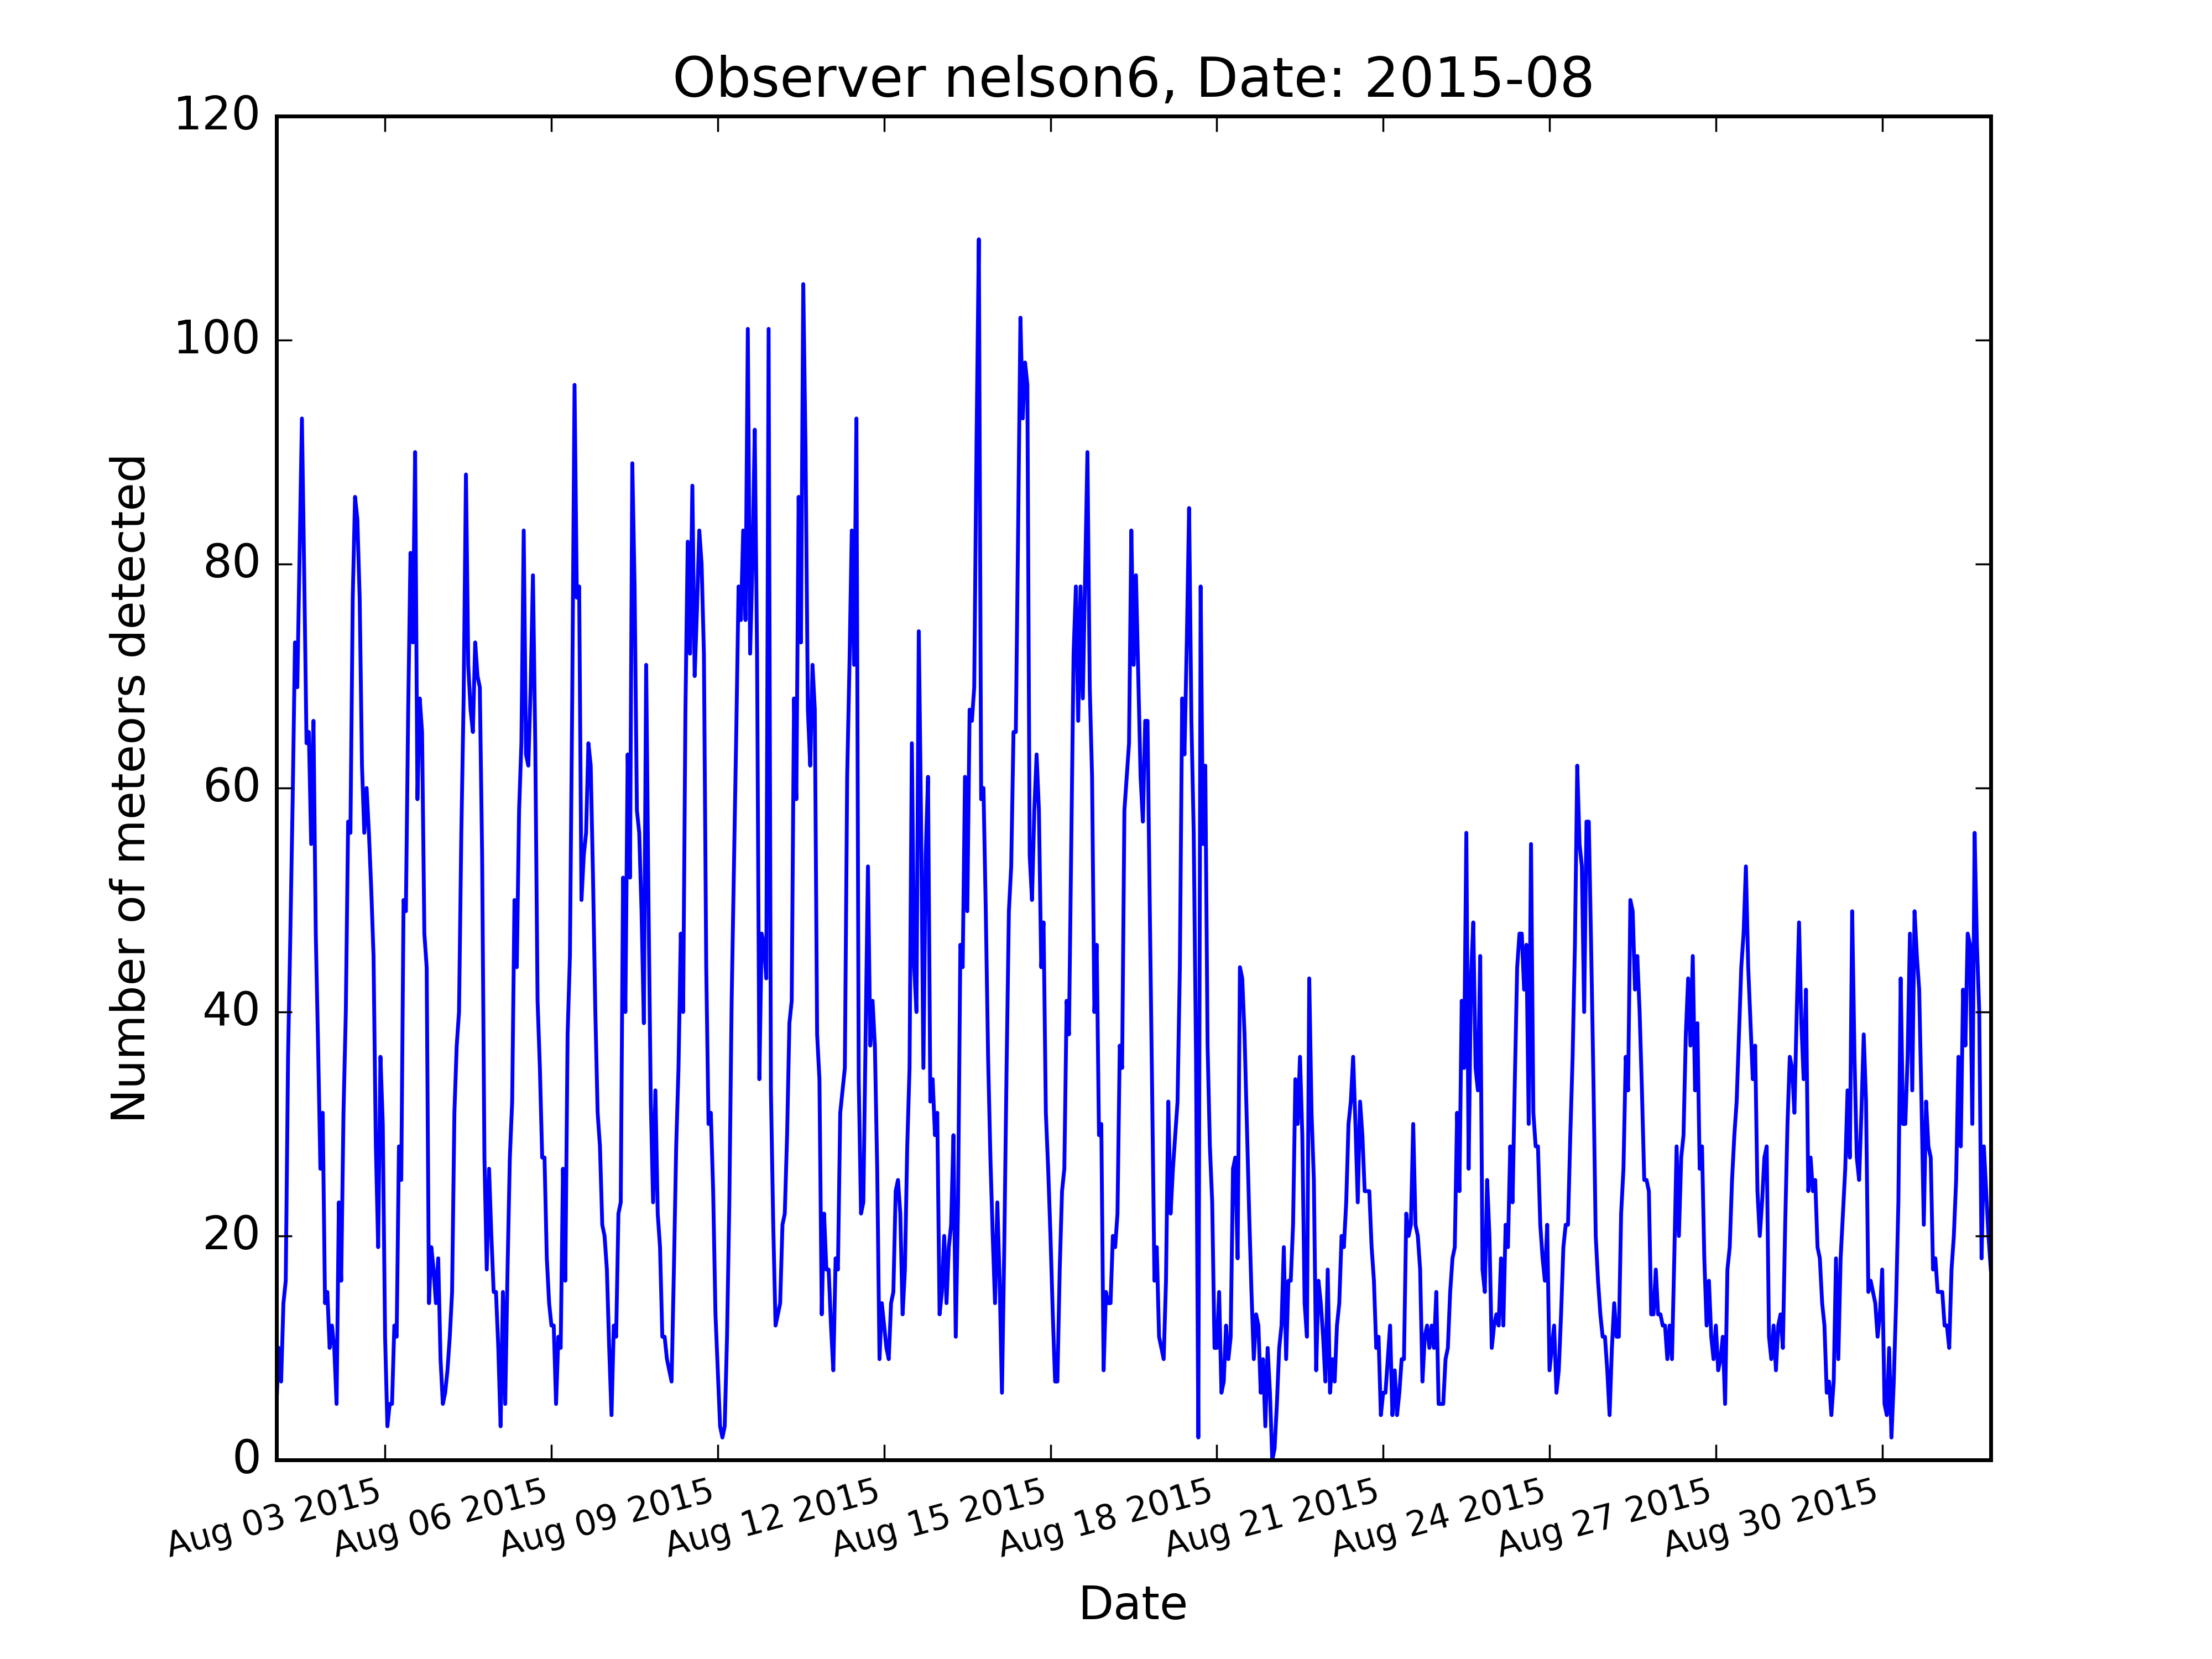 Observer nelson6, Date: 2015-08
Number of meteors detected
120
100
80
60
40
20
0
Aug 03 2015
Aug 06 2015
Aug 09 2015
Aug 12 2015
Aug 15 2015
Aug 18 2015
Aug 21 2015
Aug 24 2015
Aug 27 2015
Aug 30 2015
Date